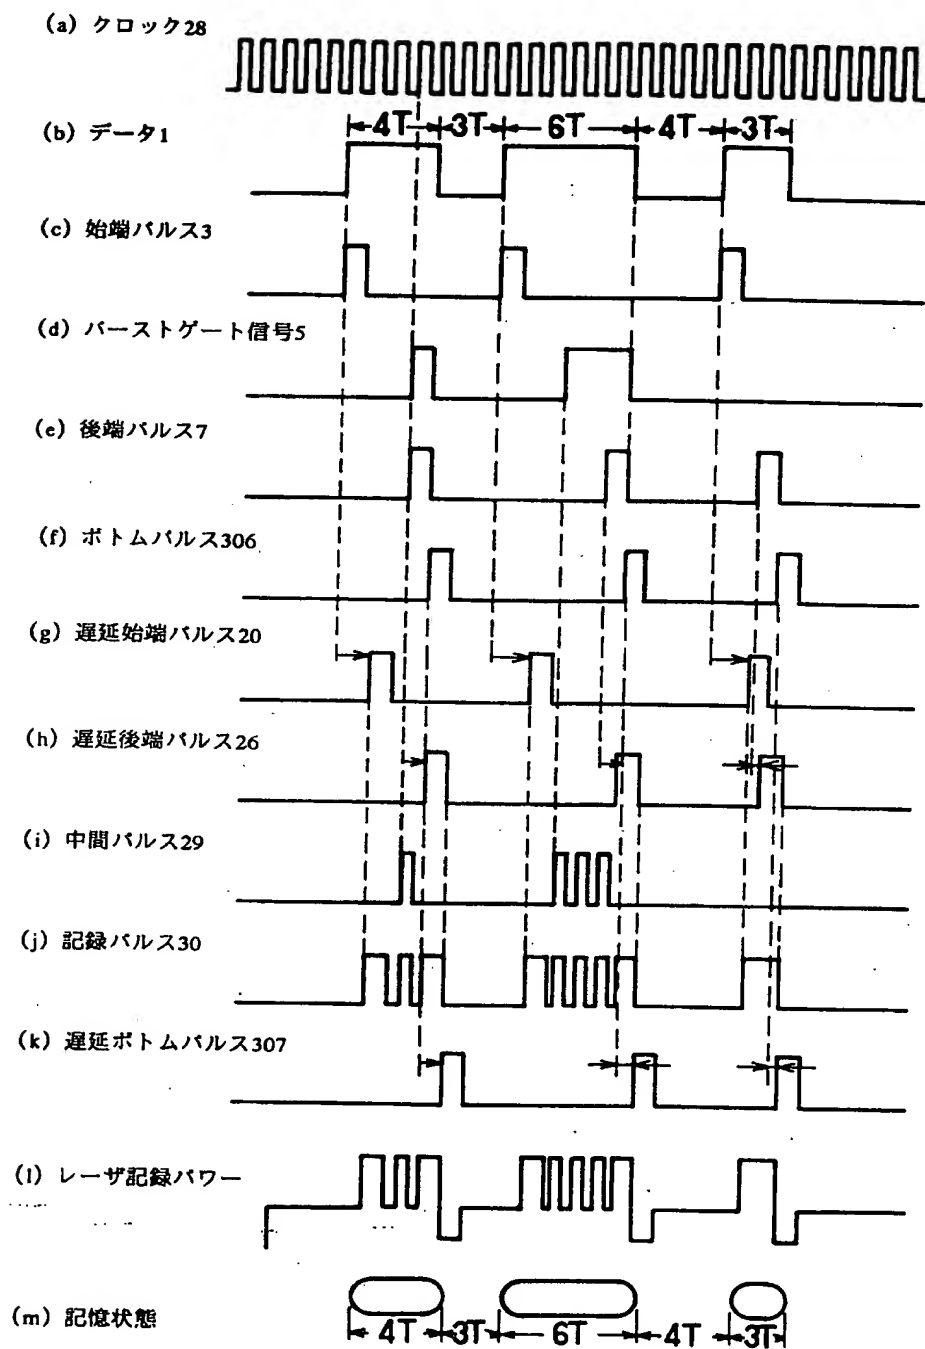 (a) クロック28
(b) データ1
4T 3T 6T 4T 3T
(c) 始端パルス3
(d) バーストゲート信号5
(e) 後端パルス7
(f) ボトムパルス306
(g) 遅延始端パルス20
(h) 遅延後端パルス26
(i) 中間パルス29
(j) 記録パルス30
(k) 遅延ボトムパルス307
(l) レーザ記録パワー
(m) 記憶状態
4T 3T 6T 4T 3T